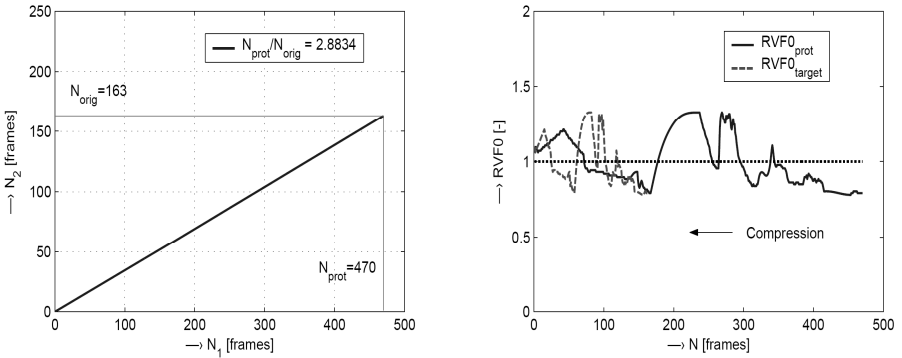 250
200
150
100
50
0
0 100 200 300 400 500
—> N₂ [frames]
—> N₁ [frames]
N_prot/N_orig = 2.8834
N_orig=163
N_prot=470
2
1.5
1
0.5
0
0 100 200 300 400 500
—> RVF0 [-]
—> N [frames]
RVF0_prot
RVF0_target
Compression